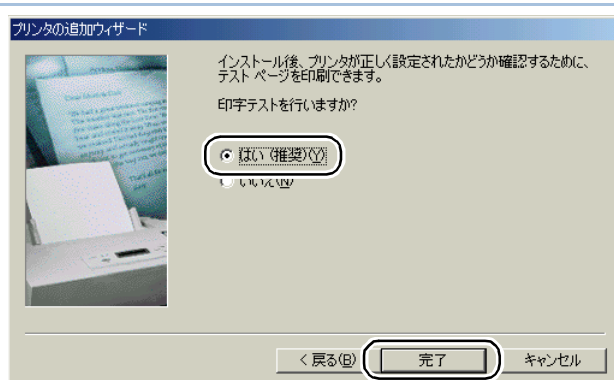 プリンタの追加ウィザード
インストール後、プリンタが正しく設定されたかどうか確認するために、
テスト ページを印刷できます。
印字テストを行いますか?
はい (推奨)(Y)
いいえ(N)
< 戻る(B)
完了
キャンセル